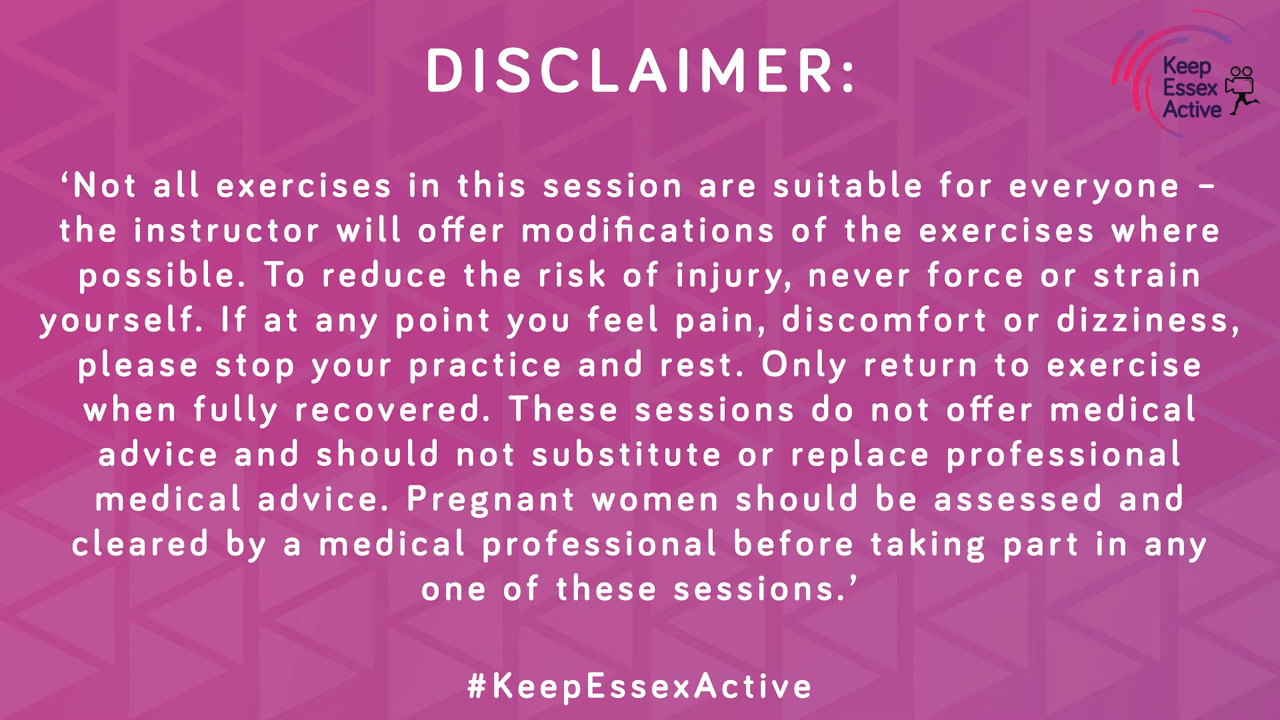 DISCLAIMER:
Keep
Essex
Active
‘Not all exercises in this session are suitable for everyone –
the instructor will offer modifications of the exercises where
possible. To reduce the risk of injury, never force or strain
yourself. If at any point you feel pain, discomfort or dizziness,
please stop your practice and rest. Only return to exercise
when fully recovered. These sessions do not offer medical
advice and should not substitute or replace professional
medical advice. Pregnant women should be assessed and
cleared by a medical professional before taking part in any
one of these sessions.’
#KeepEssexActive